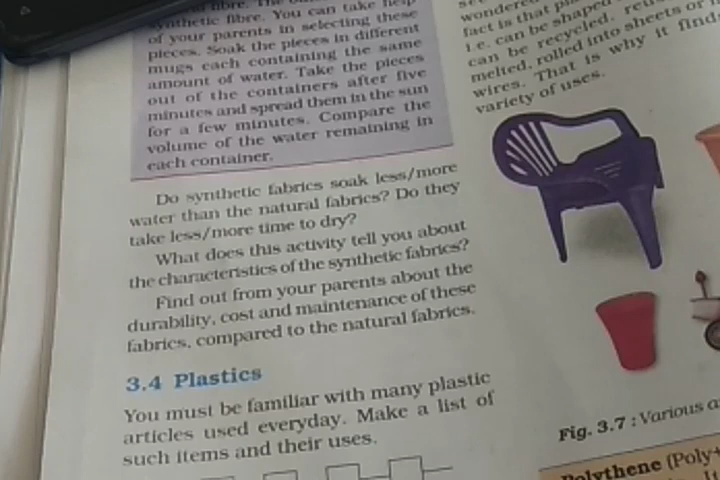 synthetic fibre. You can take help
of your parents in selecting these
pieces. Soak the pieces in different
mugs each containing the same
amount of water. Take the pieces
out of the containers after five
minutes and spread them in the sun
for a few minutes. Compare the
volume of the water remaining in
each container.
Do synthetic fabrics soak less/more
water than the natural fabrics? Do they
take less/more time to dry?
What does this activity tell you about
the characteristics of the synthetic fabrics?
Find out from your parents about the
durability, cost and maintenance of these
fabrics, compared to the natural fabrics.
3.4 Plastics
You must be familiar with many plastic
articles used everyday. Make a list of
such items and their uses.
wondered
fact is that
i.e. can be shaped
can be recycled,
melted, rolled into sheets or
wires. That is why it find
variety of uses.
Fig. 3.7 : Various
Polythene (Poly+